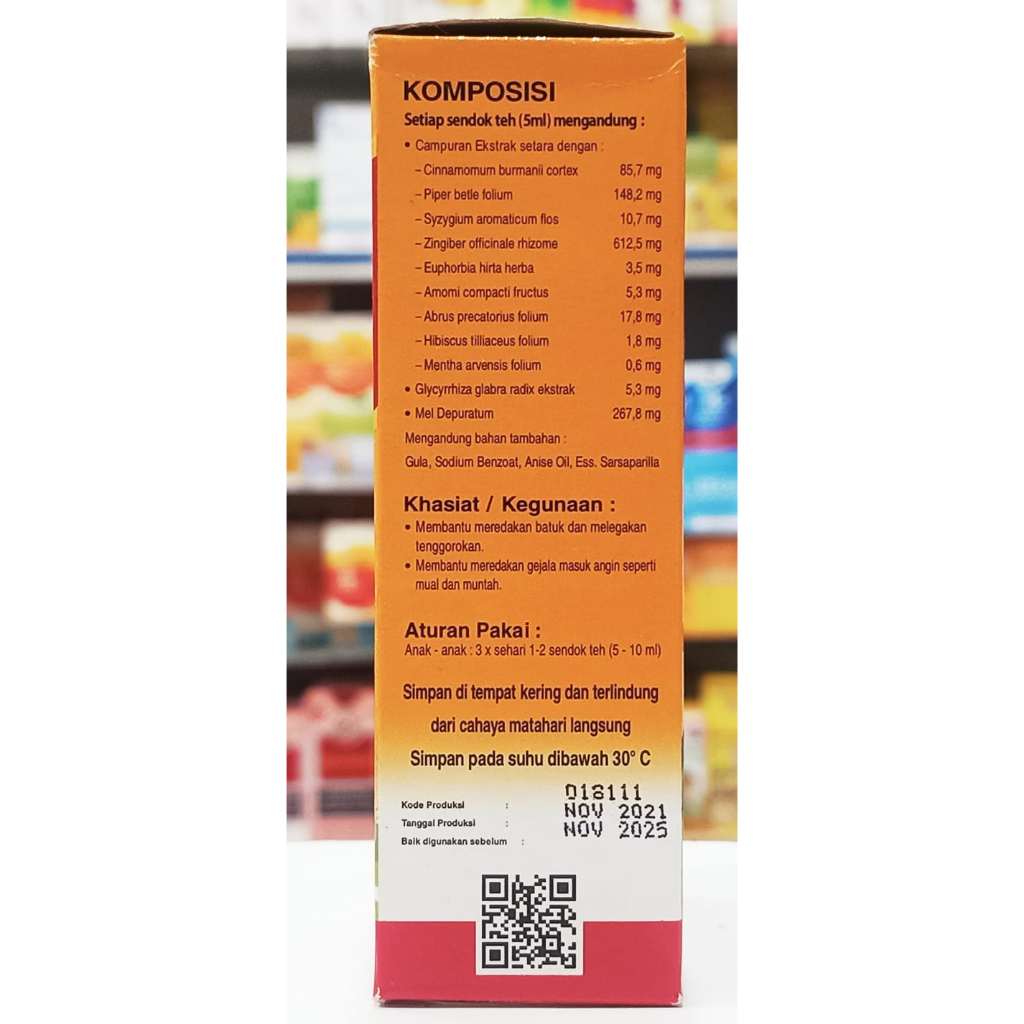 KOMPOSISI
Setiap sendok teh (5ml) mengandung :
• Campuran Ekstrak setara dengan :
– Cinnamomum burmanii cortex 85,7 mg
– Piper betle folium 148,2 mg
– Syzygium aromaticum flos 10,7 mg
– Zingiber officinale rhizome 612,5 mg
– Euphorbia hirta herba 3,5 mg
– Amomi compacti fructus 5,3 mg
– Abrus precatorius folium 17,8 mg
– Hibiscus tilliaceus folium 1,8 mg
– Mentha arvensis folium 0,6 mg
• Glycyrrhiza glabra radix ekstrak 5,3 mg
• Mel Depuratum 267,8 mg
Mengandung bahan tambahan :
Gula, Sodium Benzoat, Anise Oil, Ess. Sarsaparilla
Khasiat / Kegunaan :
• Membantu meredakan batuk dan melegakan
tenggorokan.
• Membantu meredakan gejala masuk angin seperti
mual dan muntah.
Aturan Pakai :
Anak - anak : 3 x sehari 1-2 sendok teh (5 - 10 ml)
Simpan di tempat kering dan terlindung
dari cahaya matahari langsung
Simpan pada suhu dibawah 30° C
Kode Produksi : 018111
Tanggal Produksi : NOV 2021
Baik digunakan sebelum : NOV 2025